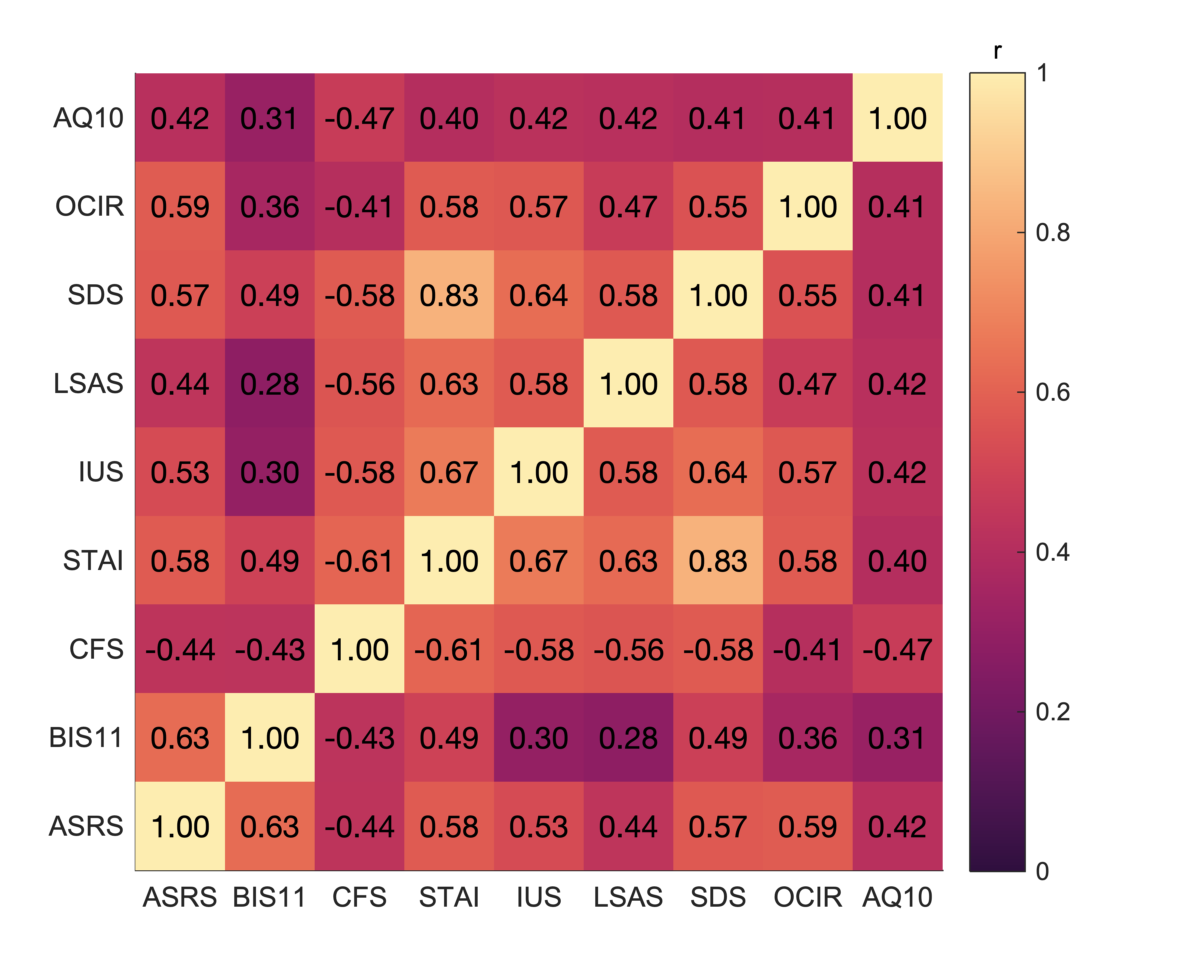 r
AQ10 0.42 0.31 -0.47 0.40 0.42 0.42 0.41 0.41 1.00
OCIR 0.59 0.36 -0.41 0.58 0.57 0.47 0.55 1.00 0.41
SDS 0.57 0.49 -0.58 0.83 0.64 0.58 1.00 0.55 0.41
LSAS 0.44 0.28 -0.56 0.63 0.58 1.00 0.58 0.47 0.42
IUS 0.53 0.30 -0.58 0.67 1.00 0.58 0.64 0.57 0.42
STAI 0.58 0.49 -0.61 1.00 0.67 0.63 0.83 0.58 0.40
CFS -0.44 -0.43 1.00 -0.61 -0.58 -0.56 -0.58 -0.41 -0.47
BIS11 0.63 1.00 -0.43 0.49 0.30 0.28 0.49 0.36 0.31
ASRS 1.00 0.63 -0.44 0.58 0.53 0.44 0.57 0.59 0.42
ASRS BIS11 CFS STAI IUS LSAS SDS OCIR AQ10
1
0.8
0.6
0.4
0.2
0